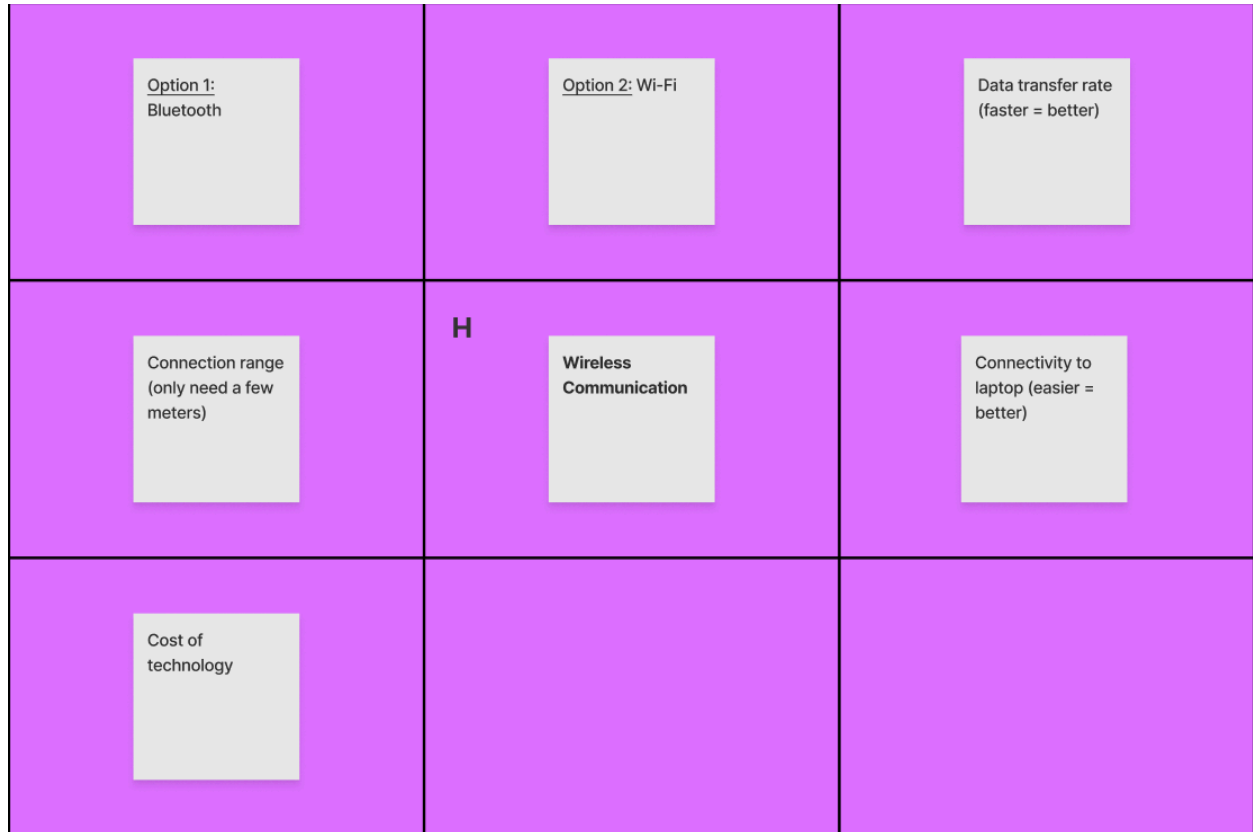 Option 1:
Bluetooth
Option 2: Wi-Fi
Data transfer rate
(faster = better)
Connection range
(only need a few
meters)
H
Wireless
Communication
Connectivity to
laptop (easier =
better)
Cost of
technology